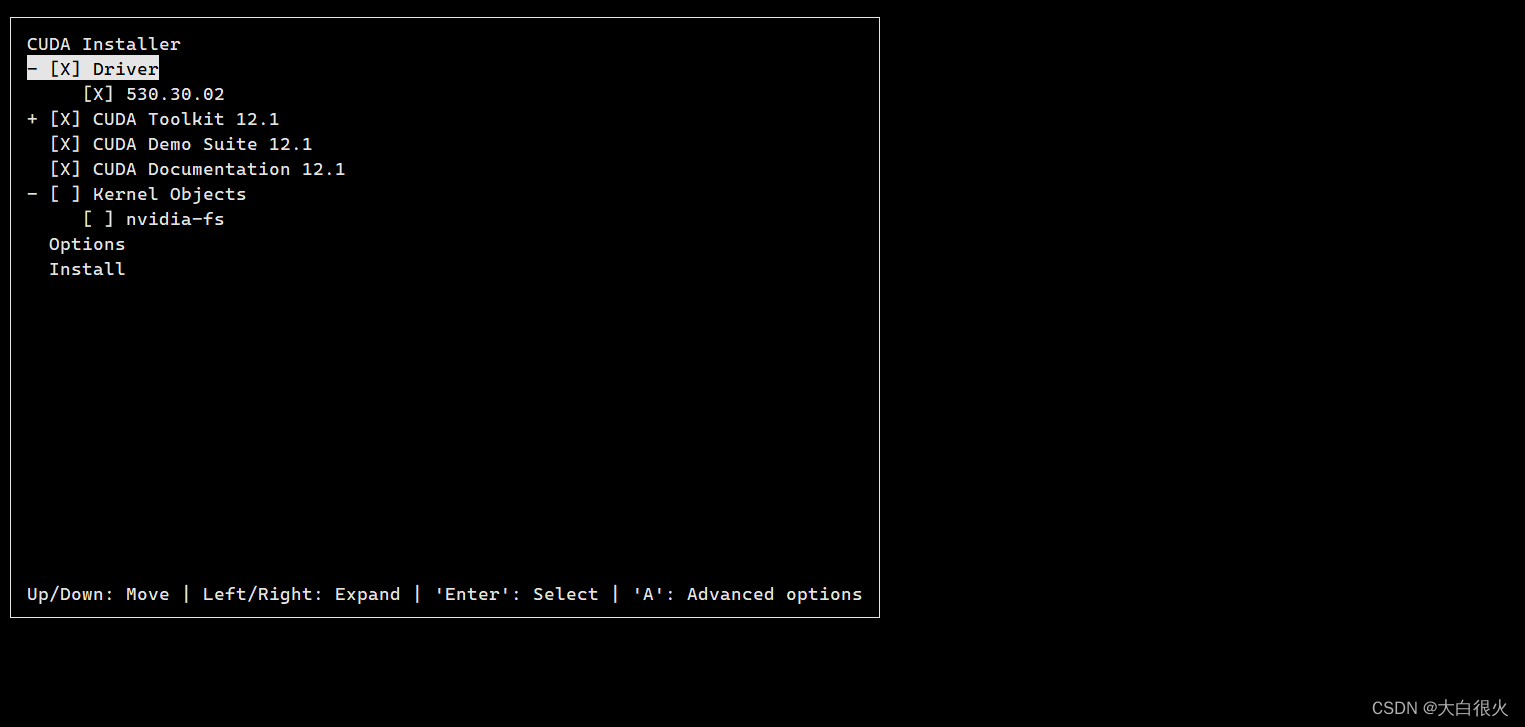 CUDA Installer
- [X] Driver
[X] 530.30.02
+ [X] CUDA Toolkit 12.1
[X] CUDA Demo Suite 12.1
[X] CUDA Documentation 12.1
- [ ] Kernel Objects
[ ] nvidia-fs
Options
Install
Up/Down: Move | Left/Right: Expand | 'Enter': Select | 'A': Advanced options
CSDN @大白很火